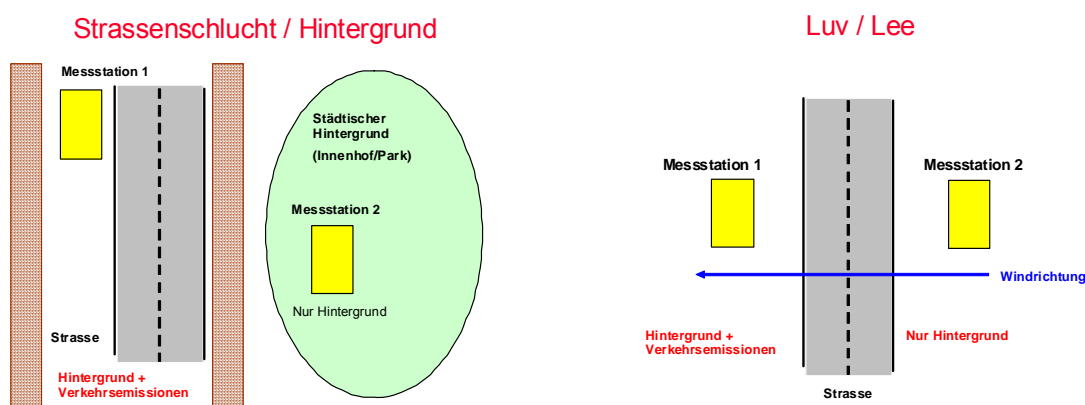 Strassenschlucht / Hintergrund
Messstation 1
Städtischer
Hintergrund
(Innenhof/Park)
Messstation 2
Nur Hintergrund
Strasse
Hintergrund +
Verkehrsemissionen
Luv / Lee
Messstation 1
Messstation 2
Windrichtung
Hintergrund +
Verkehrsemissionen
Nur Hintergrund
Strasse